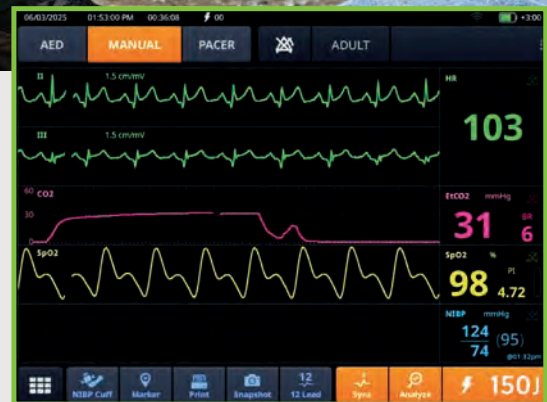 06/03/2025 01:53:00 PM 00:36:08 00 +3:00
AED MANUAL PACER ADULT
II 1.5 cm/mV
HR
103
III 1.5 cm/mV
60 CO2
30
0
EtCO2 mmHg
31 BR
6
SpO2
SpO2 %
98 PI
4.72
NIBP mmHg
124
74 (95)
@01:32pm
NIBP Cuff Marker Print Snapshot 12 Lead Sync Analyze 150J
12